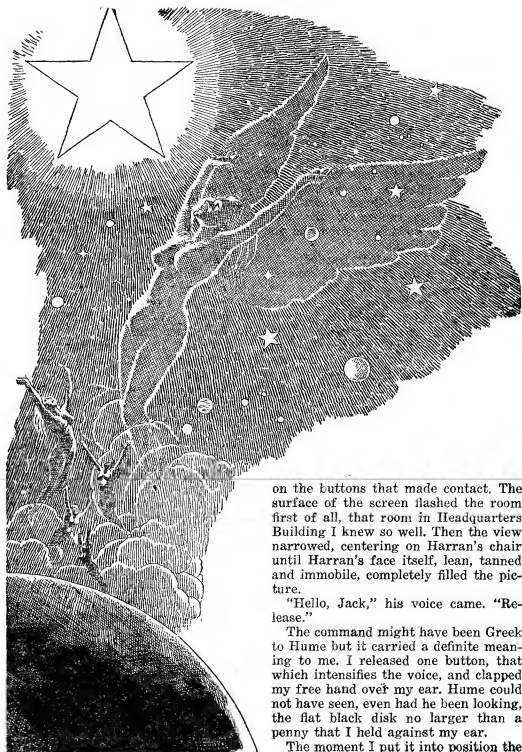 on the buttons that made contact. The
surface of the screen flashed the room
first of all, that room in Headquarters
Building I knew so well. Then the view
narrowed, centering on Harran's chair
until Harran's face itself, lean, tanned
and immobile, completely filled the pic-
ture.
"Hello, Jack," his voice came. "Re-
lease."
The command might have been Greek
to Hume but it carried a definite mean-
ing to me. I released one button, that
which intensifies the voice, and clapped
my free hand over my ear. Hume could
not have seen, even had he been looking,
the flat black disk no larger than a
penny that I held against my ear.
The moment I put it into position the